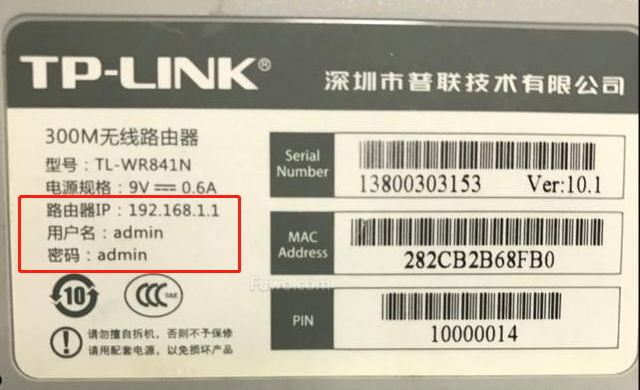 TP-LINK®
深圳市普联技术有限公司
300M无线路由器
型号：TL-WR841N
电源规格：9V 0.6A
路由器IP：192.168.1.1
用户名：admin
密码：admin
10
CCC S&E
请勿擅自拆机，否则不予保修
请用配套电源，以免损坏产品
Serial Number
13800303153 Ver:10.1
MAC Address
282CB2B68FB0
PIN
10000014
Fuwo.com